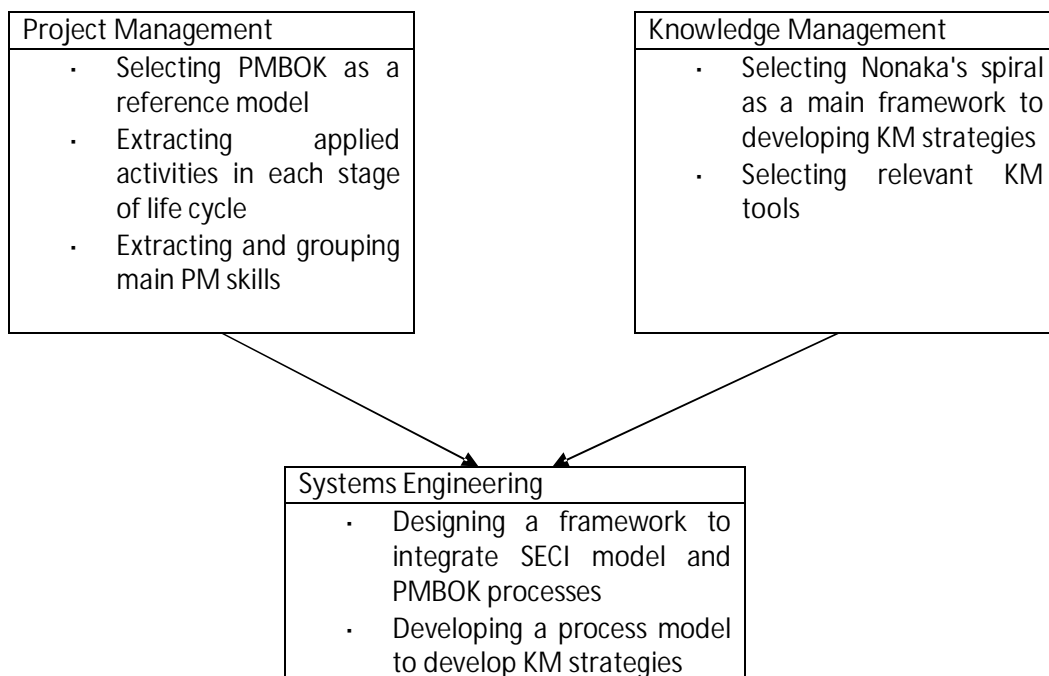 Project Management
· Selecting PMBOK as a
reference model
· Extracting applied
activities in each stage
of life cycle
· Extracting and grouping
main PM skills
Knowledge Management
· Selecting Nonaka's spiral
as a main framework to
developing KM strategies
· Selecting relevant KM
tools
Systems Engineering
· Designing a framework to
integrate SECI model and
PMBOK processes
· Developing a process model
to develop KM strategies